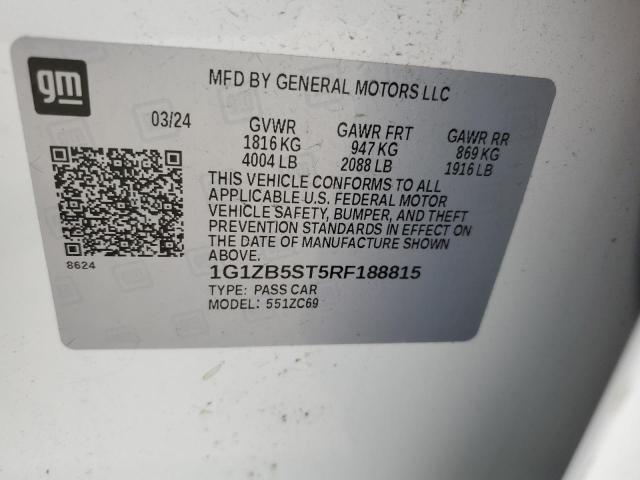 gm
MFD BY GENERAL MOTORS LLC
03/24 GVWR GAWR FRT GAWR RR
1816 KG 947 KG 869 KG
4004 LB 2088 LB 1916 LB
THIS VEHICLE CONFORMS TO ALL
APPLICABLE U.S. FEDERAL MOTOR
VEHICLE SAFETY, BUMPER, AND THEFT
PREVENTION STANDARDS IN EFFECT ON
THE DATE OF MANUFACTURE SHOWN
ABOVE.
8624
1G1ZB5ST5RF188815
TYPE: PASS CAR
MODEL: 551ZC69